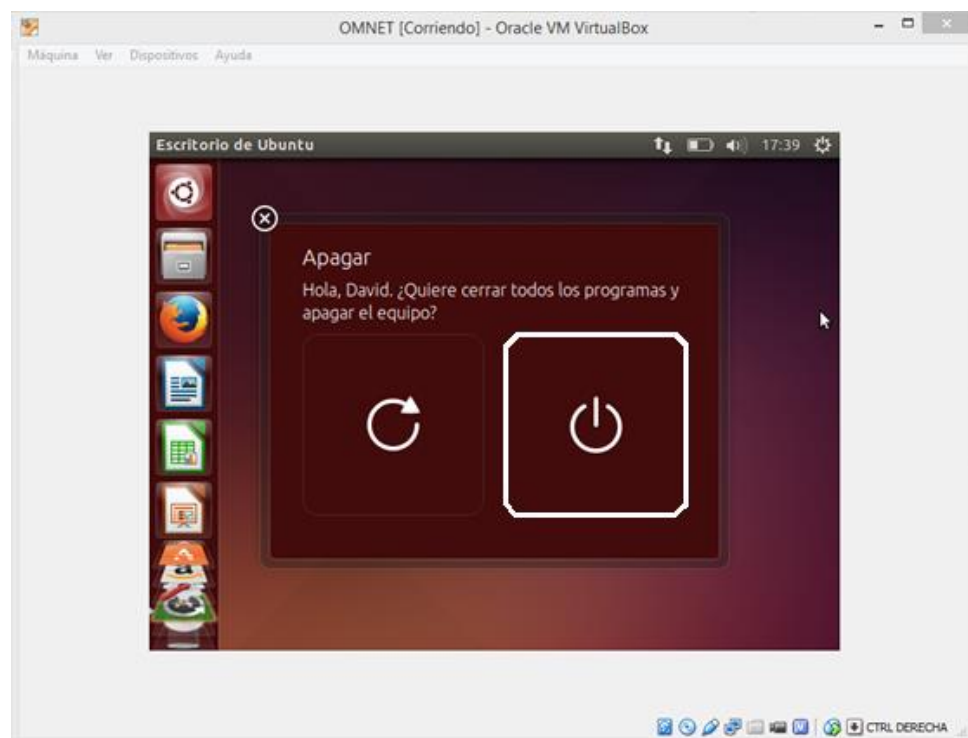 OMNET [Corriendo] - Oracle VM VirtualBox
Máquina Ver Dispositivos Ayuda
Escritorio de Ubuntu 17:39
Apagar
Hola, David. ¿Quiere cerrar todos los programas y
apagar el equipo?
CTRL DERECHA